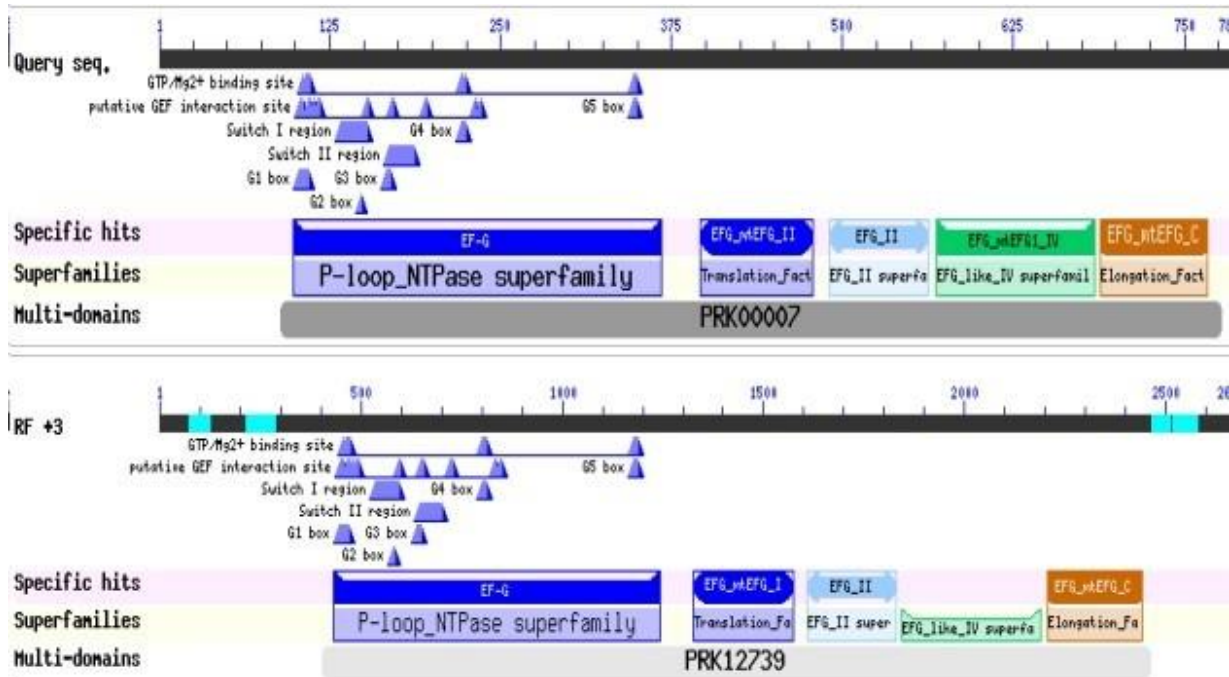 1 125 250 375 500 625 750 78
Query seq.
GTP/Mg2+ binding site
putative GEF interaction site G5 box
Switch I region G4 box
Switch II region
G1 box G3 box
G2 box
Specific hits EF-G EFG_mtEFG_II EFG_II EFG_mtEFG1_IV EFG_mtEFG_C
Superfamilies P-loop_NTPase superfamily Translation_Fact EFG_II superfa EFG_like_IV superfamil Elongation_Fact
Multi-domains PRK00007
1 500 1000 1500 2000 2500 26
RF +3
GTP/Mg2+ binding site
putative GEF interaction site G5 box
Switch I region G4 box
Switch II region
G1 box G3 box
G2 box
Specific hits EF-G EFG_mtEFG_I EFG_II EFG_mtEFG_C
Superfamilies P-loop_NTPase superfamily Translation_Fa EFG_II super EFG_like_IV superfa Elongation_Fa
Multi-domains PRK12739